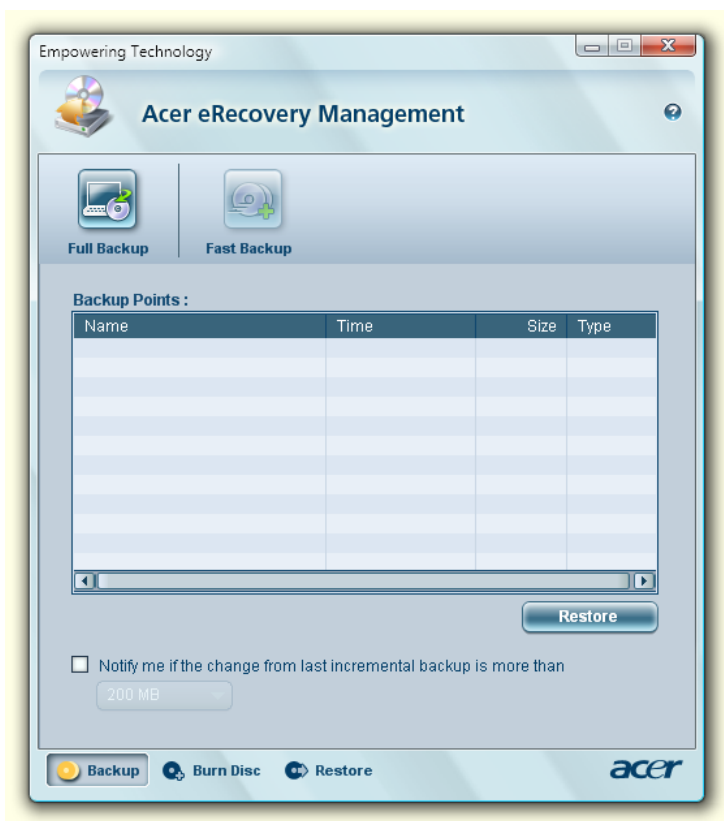 Empowering Technology
Acer eRecovery Management
Full Backup
Fast Backup
Backup Points :
Name Time Size Type
Restore
Notify me if the change from last incremental backup is more than
200 MB
Backup Burn Disc Restore acer